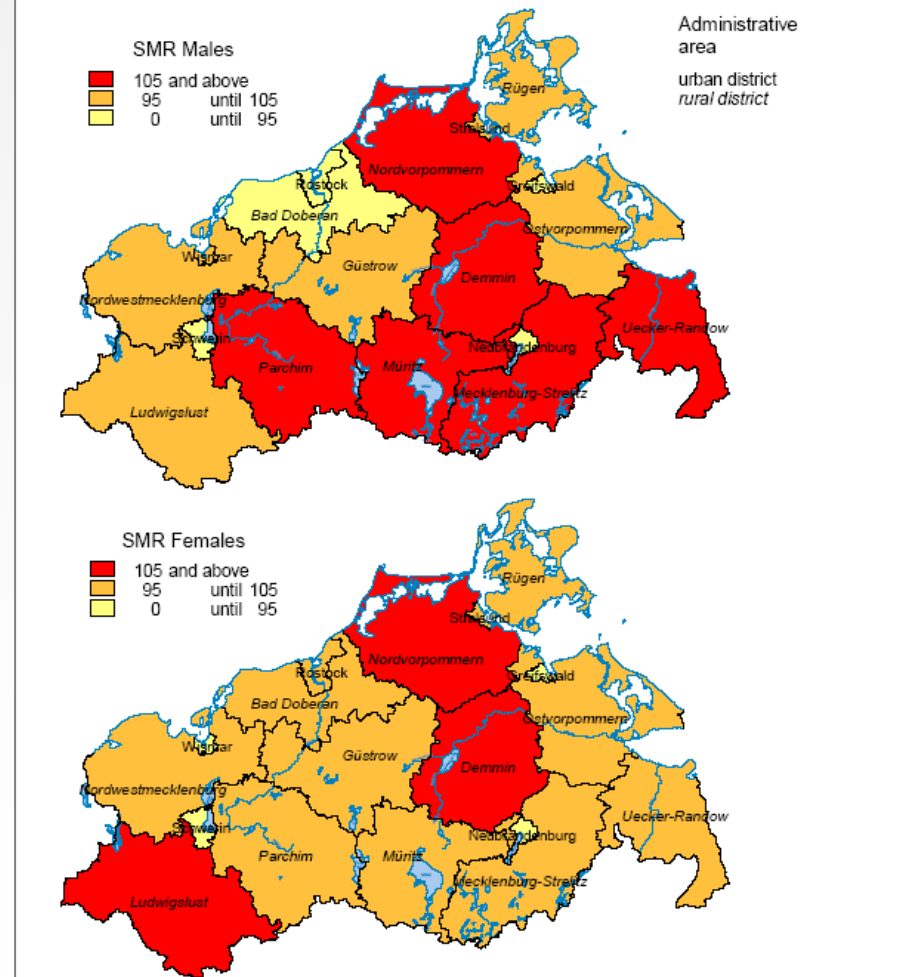 SMR Males
105 and above
95 until 105
0 until 95
Administrative
area
urban district
rural district
Rügen
Stralsund
Nordvorpommern
Rostock
Greifswald
Bad Doberan
Ostvorpommern
Wismar
Güstrow
Demmin
Nordwestmecklenburg
Uecker-Randow
Schwerin
Neubrandenburg
Parchim
Müritz
Mecklenburg-Strelitz
Ludwigslust
SMR Females
105 and above
95 until 105
0 until 95
Rügen
Stralsund
Nordvorpommern
Rostock
Greifswald
Bad Doberan
Ostvorpommern
Wismar
Güstrow
Demmin
Nordwestmecklenburg
Uecker-Randow
Schwerin
Neubrandenburg
Parchim
Müritz
Mecklenburg-Strelitz
Ludwigslust